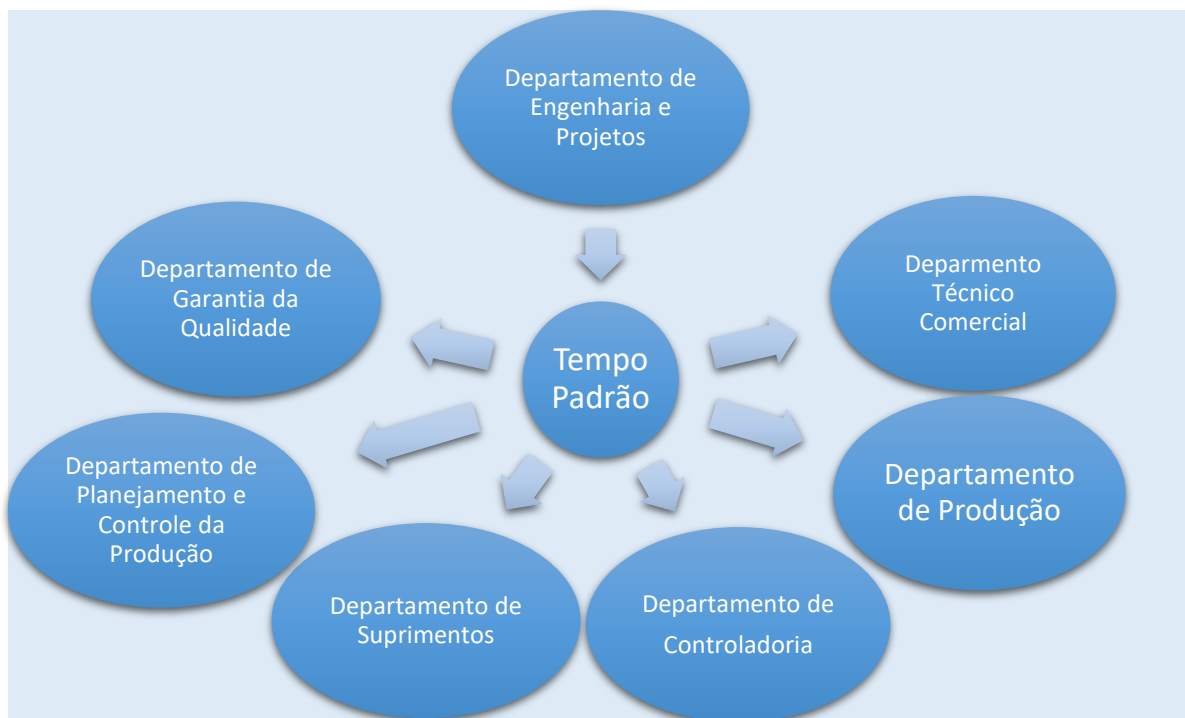 Departamento de
Engenharia e
Projetos
Departamento de
Garantia da
Qualidade
Deparmento
Técnico
Comercial
Tempo
Padrão
Departamento de
Planejamento e
Controle da
Produção
Departamento
de Produção
Departamento de
Suprimentos
Departamento de
Controladoria